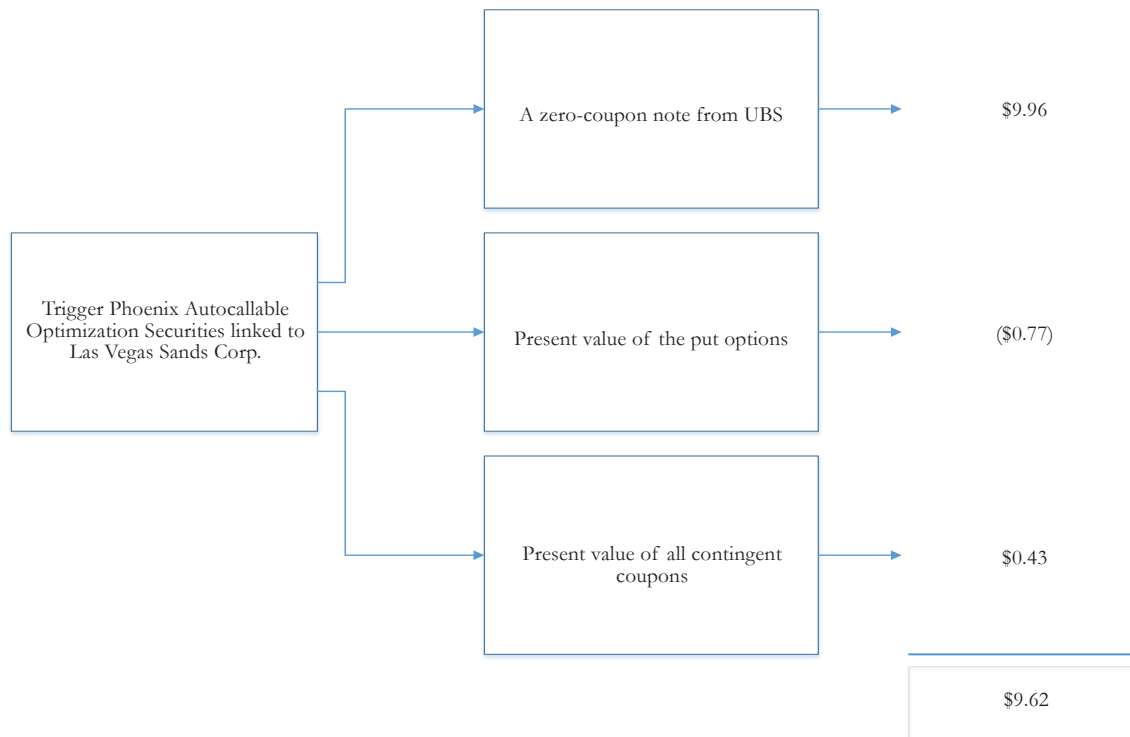 A zero-coupon note from UBS
$9.96
Trigger Phoenix Autocallable
Optimization Securities linked to
Las Vegas Sands Corp.
Present value of the put options
($0.77)
Present value of all contingent
coupons
$0.43
$9.62